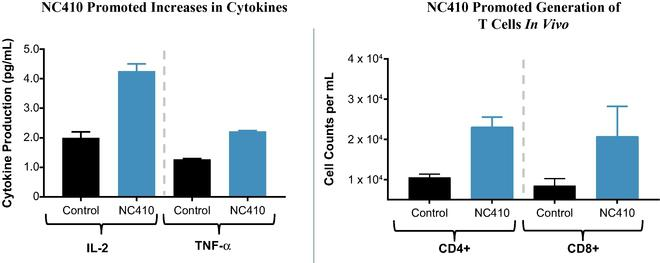 NC410 Promoted Increases in Cytokines
Cytokine Production (pg/mL)
5.0
4.0
3.0
2.0
1.0
0
Control
NC410
Control
NC410
IL-2
TNF-α
NC410 Promoted Generation of
T Cells In Vivo
Cell Counts per mL
4 x 10⁴
3 x 10⁴
2 x 10⁴
1 x 10⁴
Control
NC410
Control
NC410
CD4+
CD8+